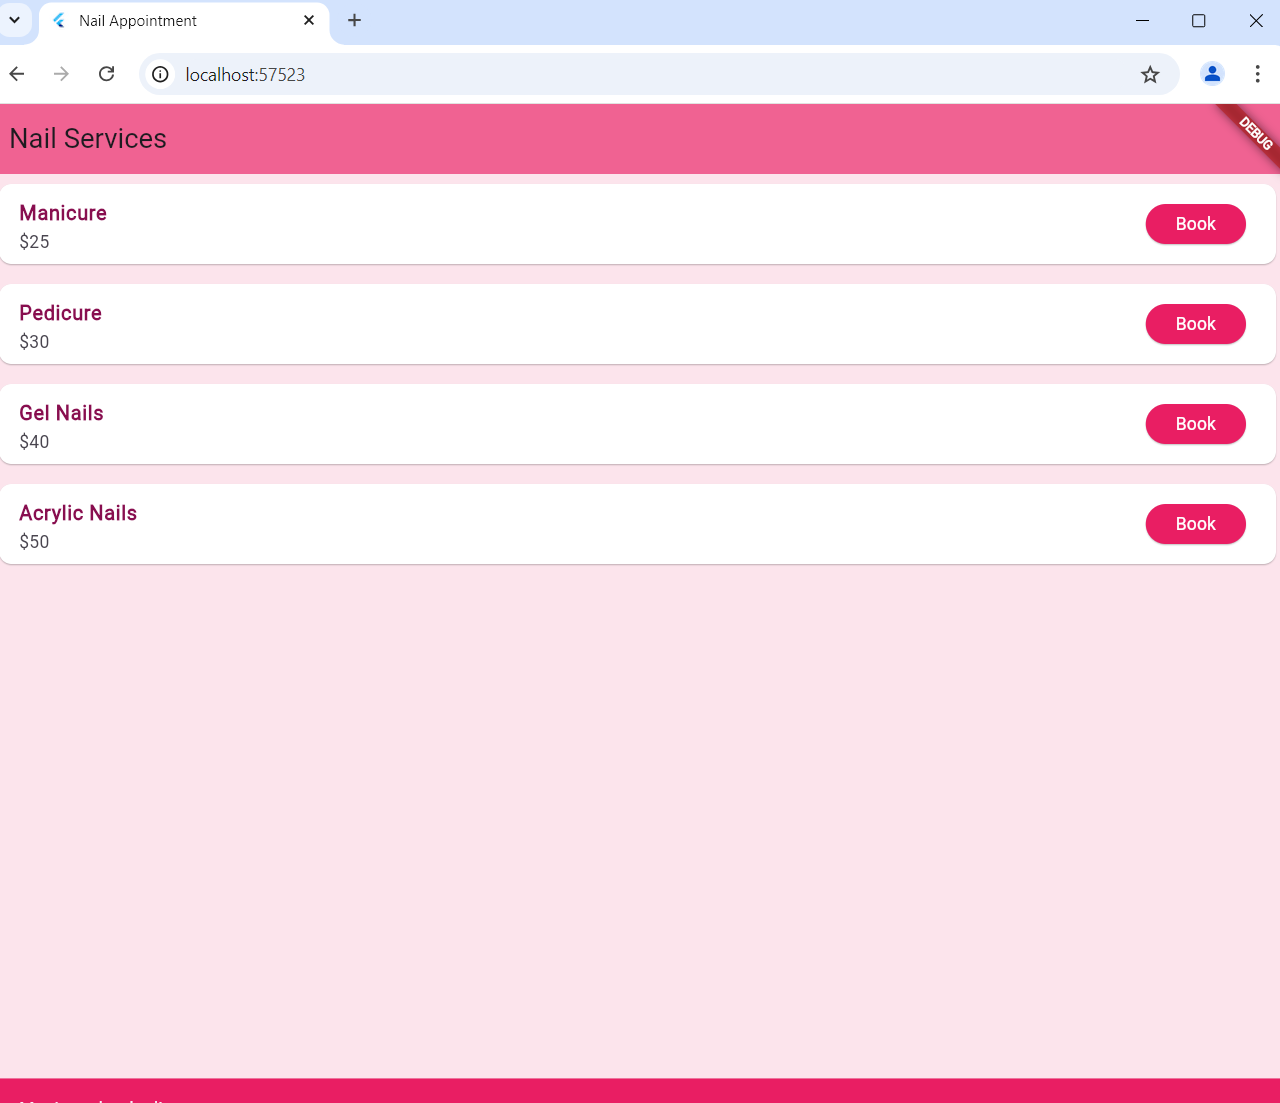 Nail Appointment
localhost:57523
Nail Services
DEBUG
Manicure
$25
Book
Pedicure
$30
Book
Gel Nails
$40
Book
Acrylic Nails
$50
Book